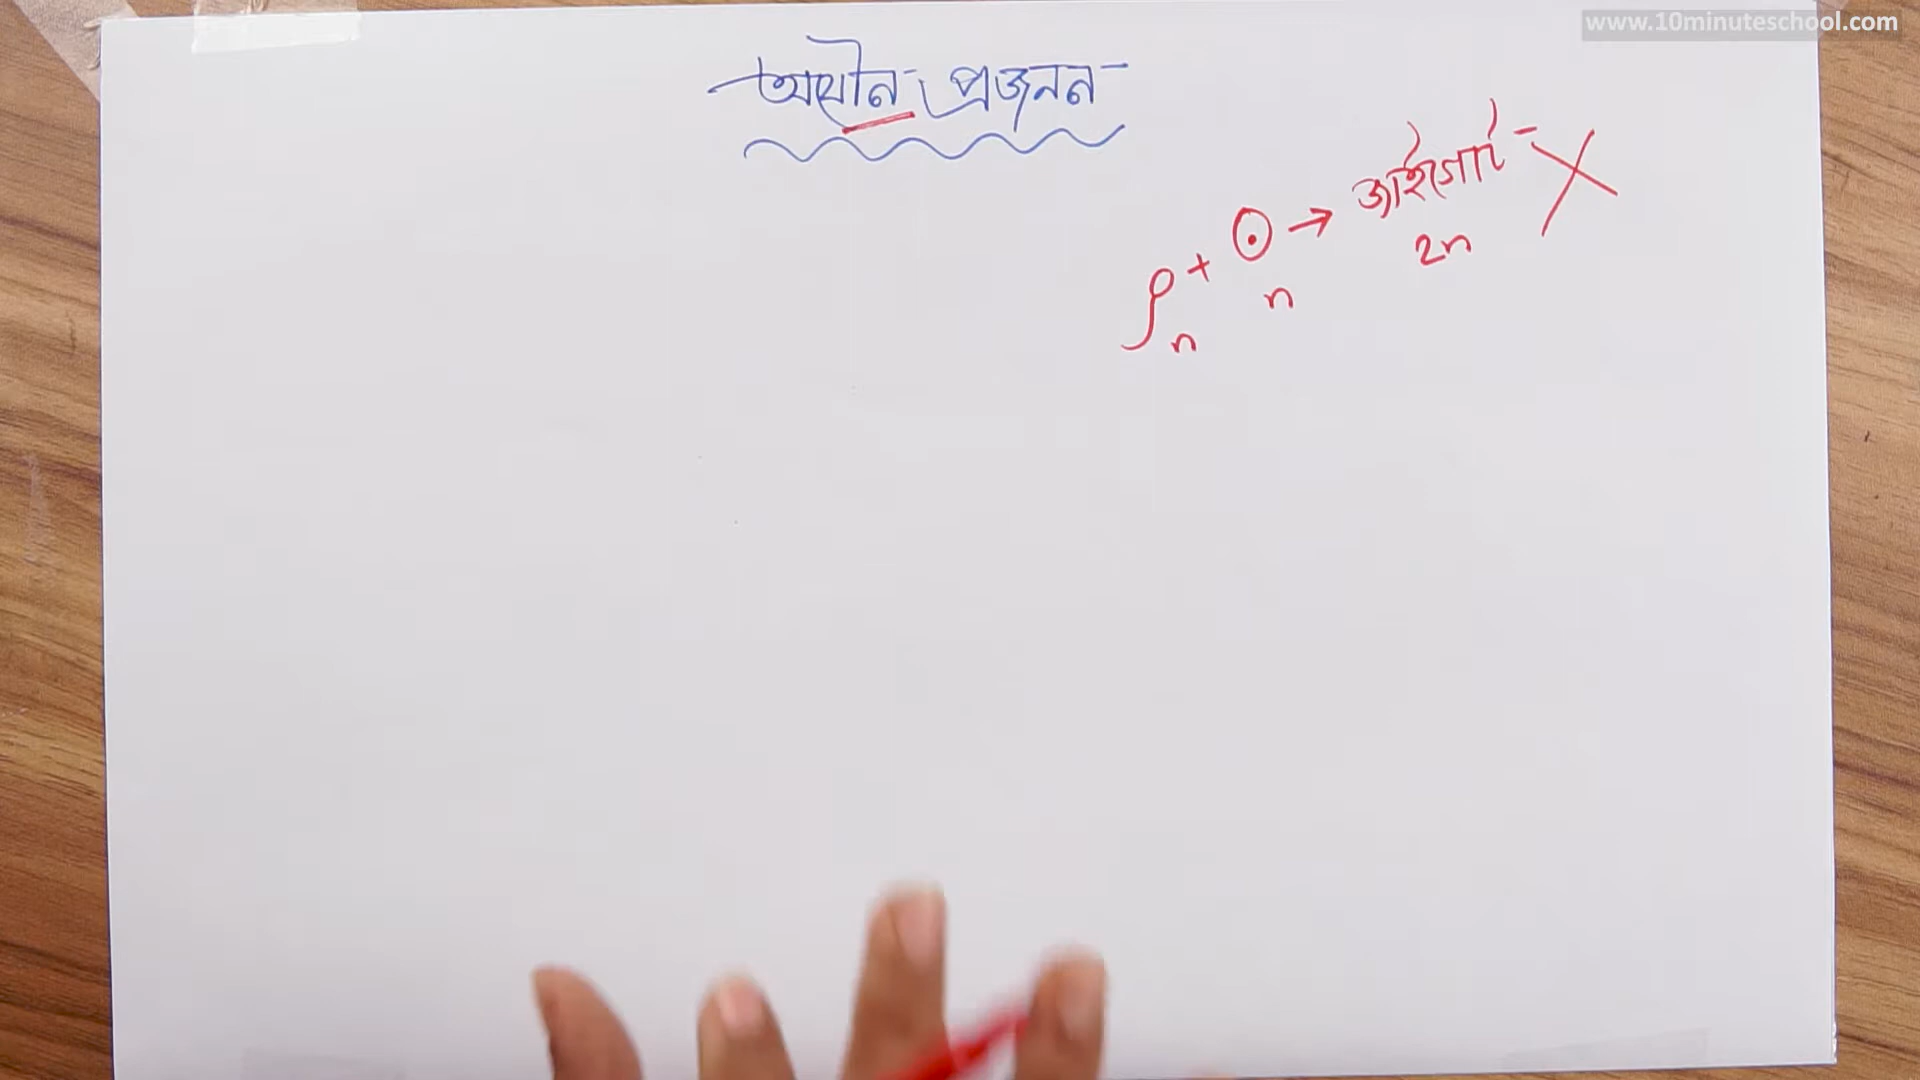 www.10minuteschool.com
অযৌন প্রজনন
n + n → জাইগোট
2n